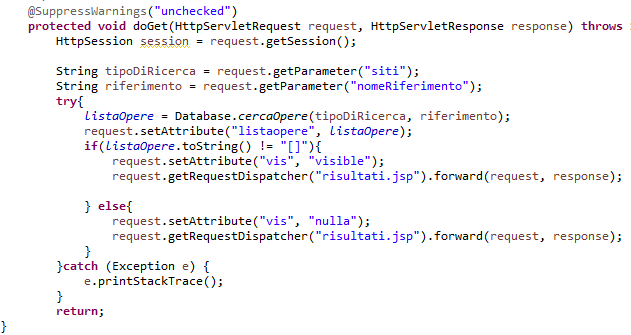 @SuppressWarnings("unchecked")
protected void doGet(HttpServletRequest request, HttpServletResponse response) throws
HttpSession session = request.getSession();
String tipoDiRicerca = request.getParameter("siti");
String riferimento = request.getParameter("nomeRiferimento");
try{
listaOpere = Database.cercaOpere(tipoDiRicerca, riferimento);
request.setAttribute("listaopere", listaOpere);
if(listaOpere.toString() != "[]"){
request.setAttribute("vis", "visible");
request.getRequestDispatcher("risultati.jsp").forward(request, response);
} else{
request.setAttribute("vis", "nulla");
request.getRequestDispatcher("risultati.jsp").forward(request, response);
}
}catch (Exception e) {
e.printStackTrace();
}
return;
}